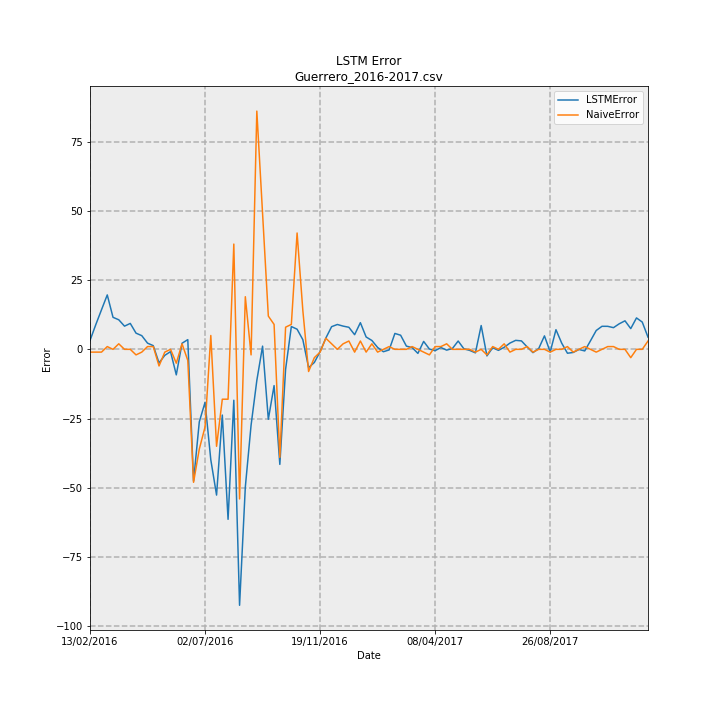 LSTM Error
Guerrero_2016-2017.csv
LSTMError
NaiveError
75
50
25
0
−25
−50
−75
−100
Error
13/02/2016
02/07/2016
19/11/2016
08/04/2017
26/08/2017
Date